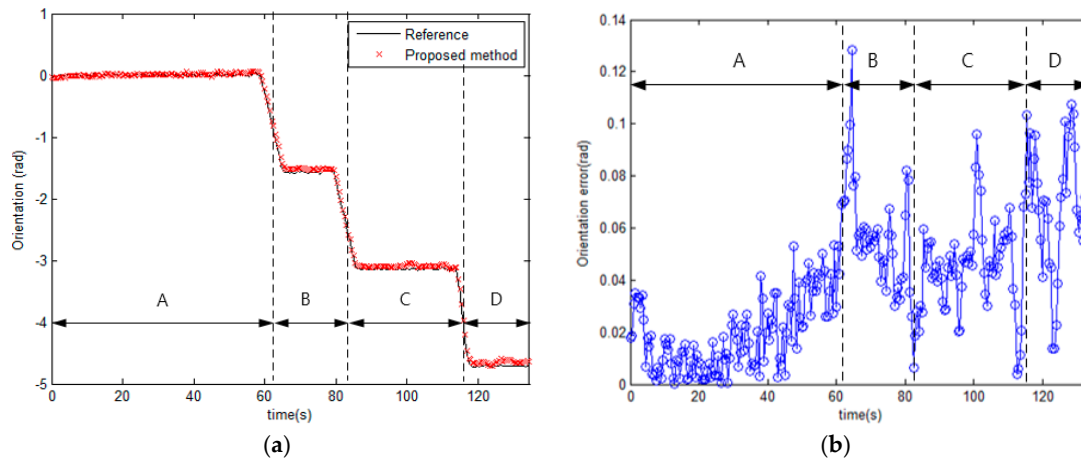 1
0
-1
-2
-3
-4
-5
Orientation (rad)
Reference
Proposed method
A
B
C
D
0
20
40
60
80
100
120
time(s)
(a)
0.14
0.12
0.1
0.08
0.06
0.04
0.02
0
Orientation error(rad)
A
B
C
D
0
20
40
60
80
100
120
time(s)
(b)